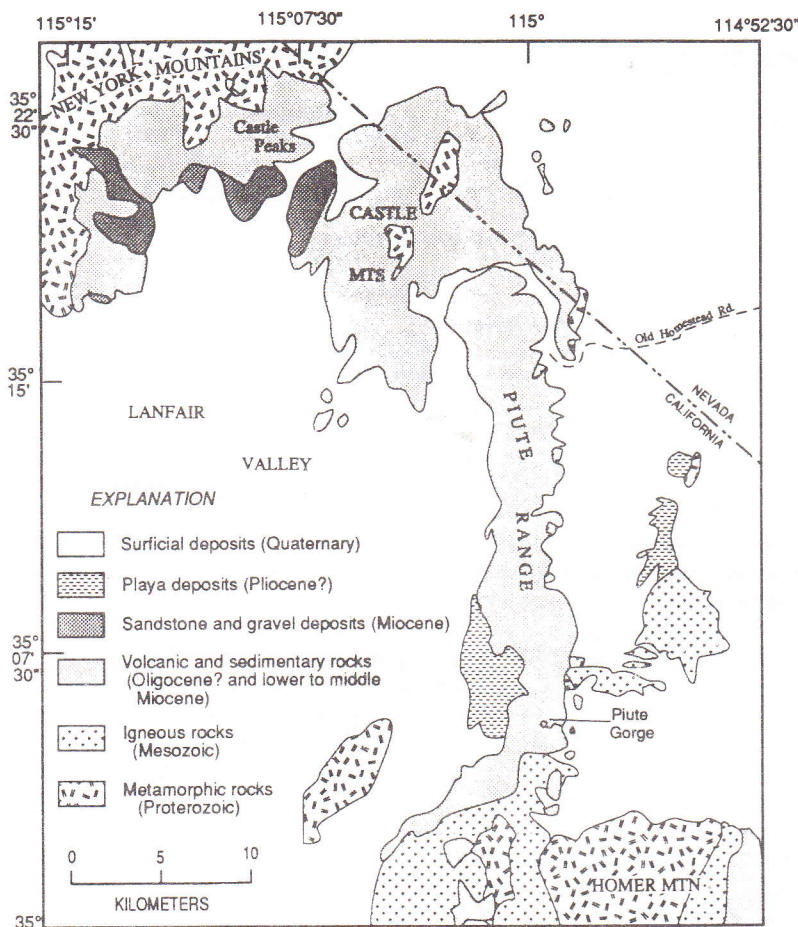 115°15'
115°07'30"
115°
114°52'30"
35°
22'
30"
NEW YORK MOUNTAINS
Castle
Peaks
CASTLE
MTS
Old Homestead Rd.
35°
15'
NEVADA
CALIFORNIA
PIUTE
RANGE
LANFAIR
VALLEY
EXPLANATION
Surficial deposits (Quaternary)
Playa deposits (Pliocene?)
Sandstone and gravel deposits (Miocene)
35°
07'
30"
Volcanic and sedimentary rocks
(Oligocene? and lower to middle
Miocene)
Igneous rocks
(Mesozoic)
Metamorphic rocks
(Proterozoic)
Piute
Gorge
0 5 10
KILOMETERS
HOMER MTN
35°